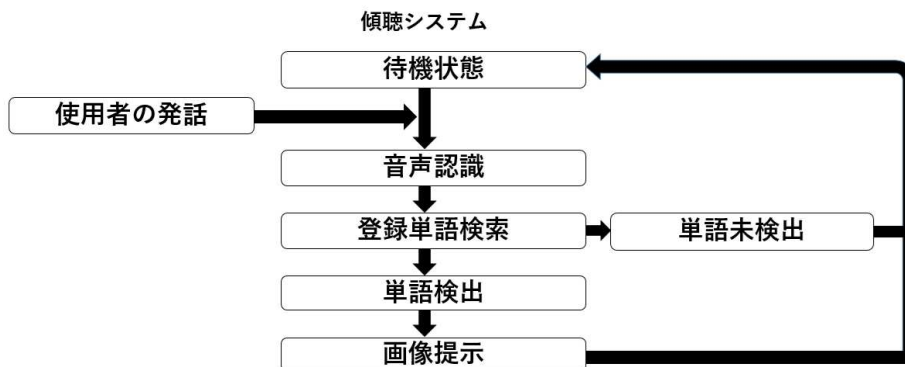 傾聴システム
待機状態
使用者の発話
音声認識
登録単語検索
単語未検出
単語検出
画像提示